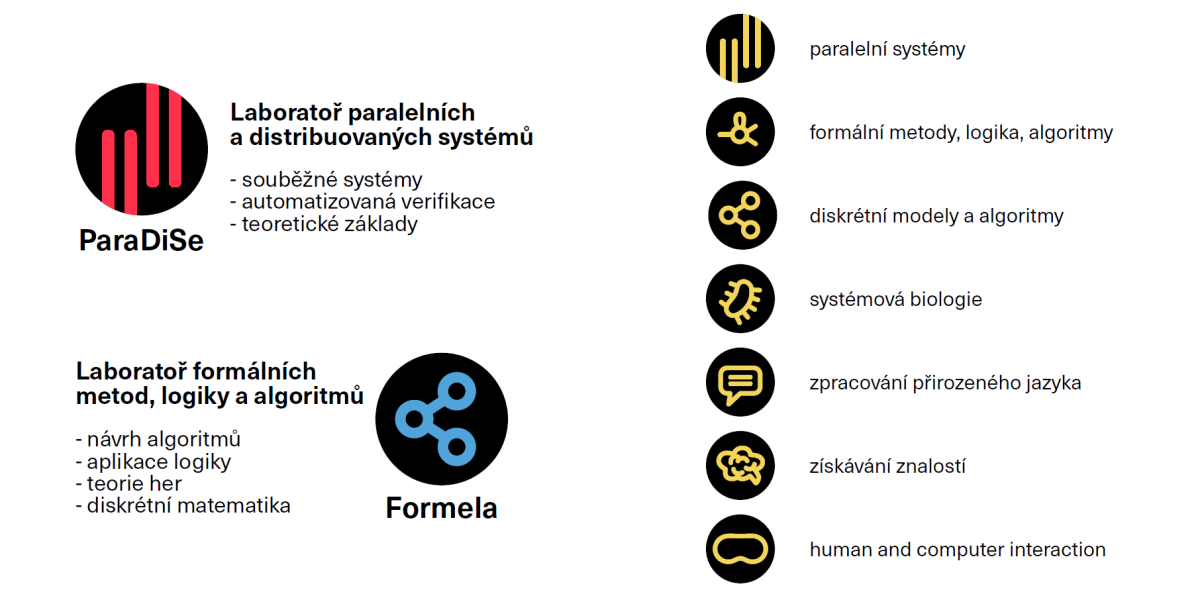 Laboratoř paralelních
a distribuovaných systémů
- souběžné systémy
- automatizovaná verifikace
- teoretické základy
ParaDiSe
Laboratoř formálních
metod, logiky a algoritmů
- návrh algoritmů
- aplikace logiky
- teorie her
- diskrétní matematika
Formela
paralelní systémy
formální metody, logika, algoritmy
diskrétní modely a algoritmy
systémová biologie
zpracování přirozeného jazyka
získávání znalostí
human and computer interaction